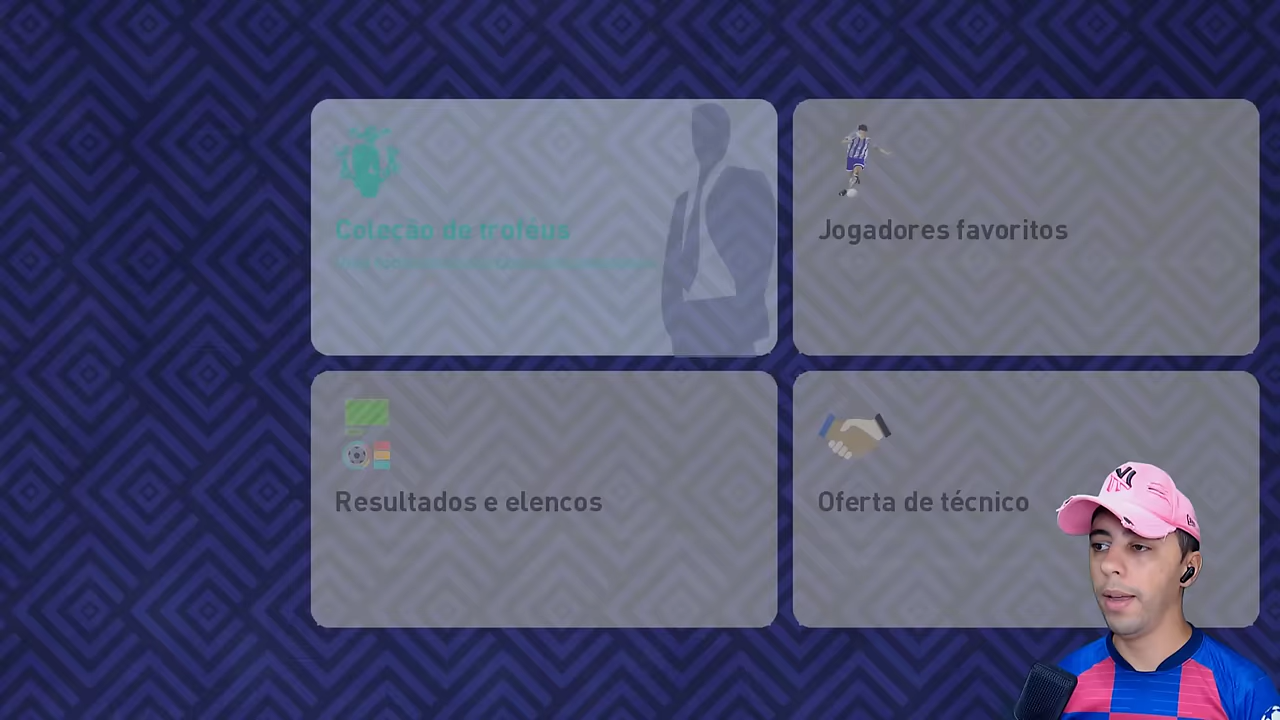 Coleção de troféus
Jogadores favoritos
Resultados e elencos
Oferta de técnico